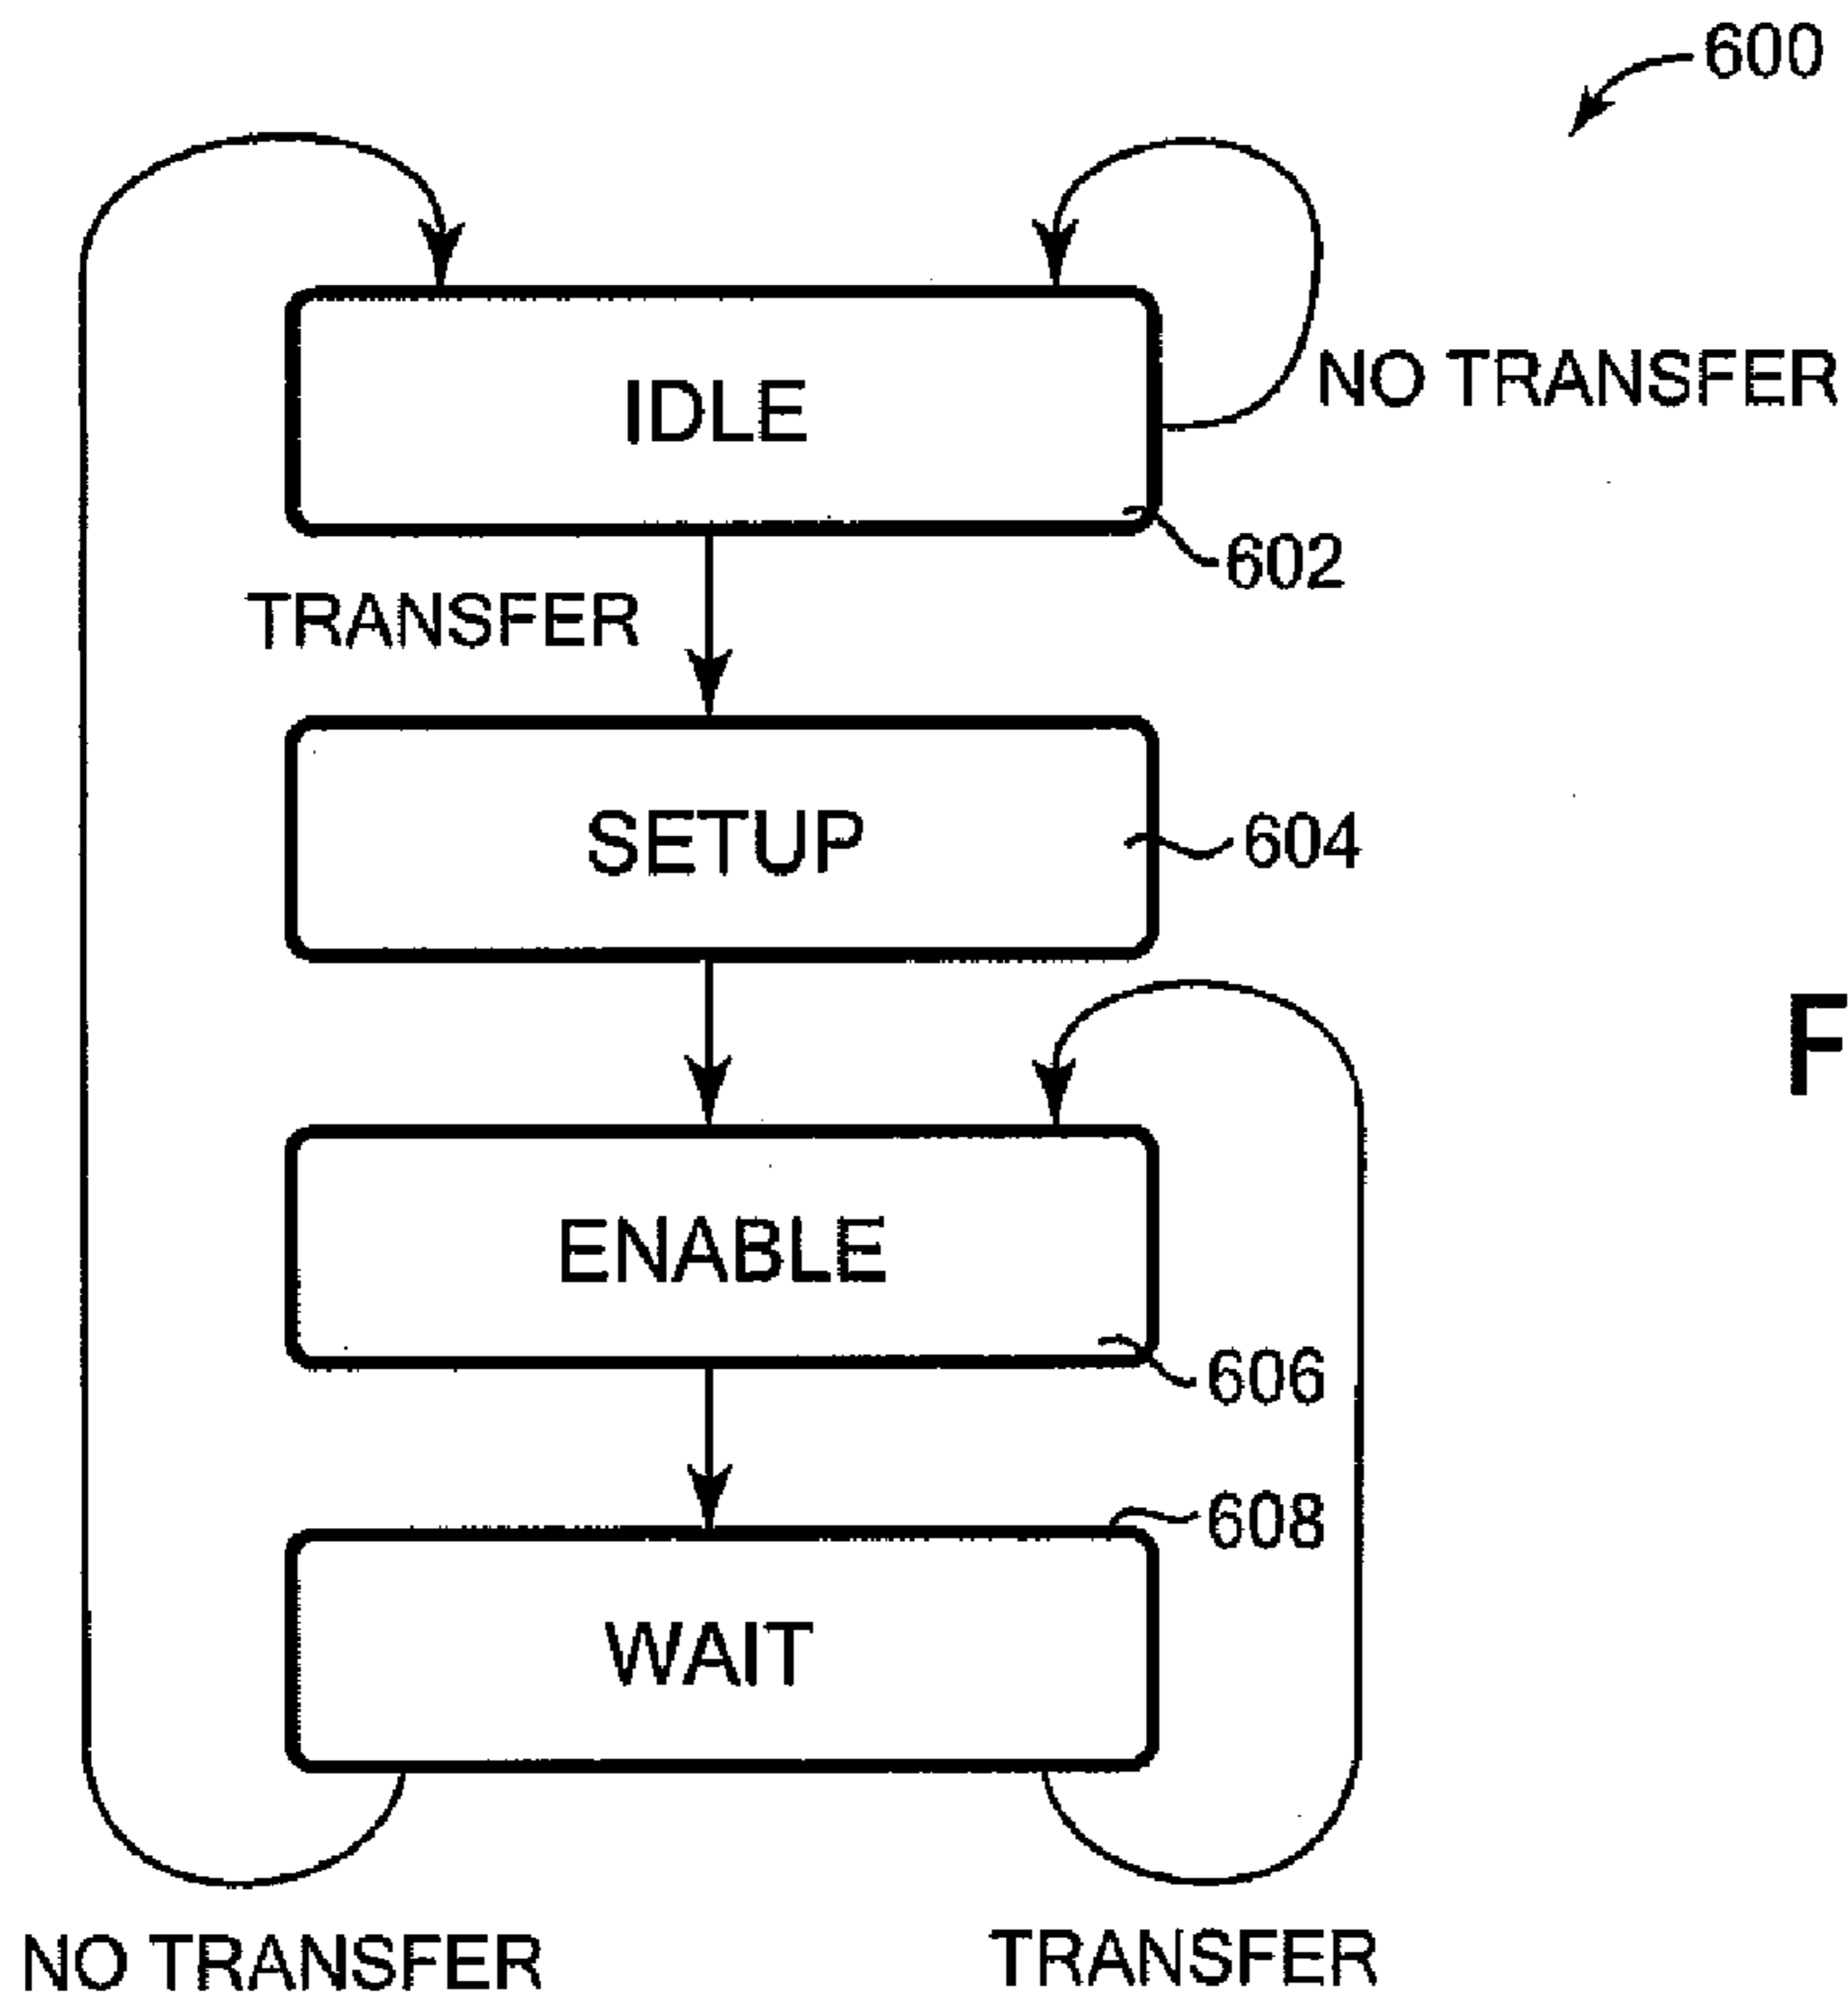 600
IDLE
NO TRANSFER
602
TRANSFER
SETUP
604
F
ENABLE
606
608
WAIT
NO TRANSFER
TRANSFER